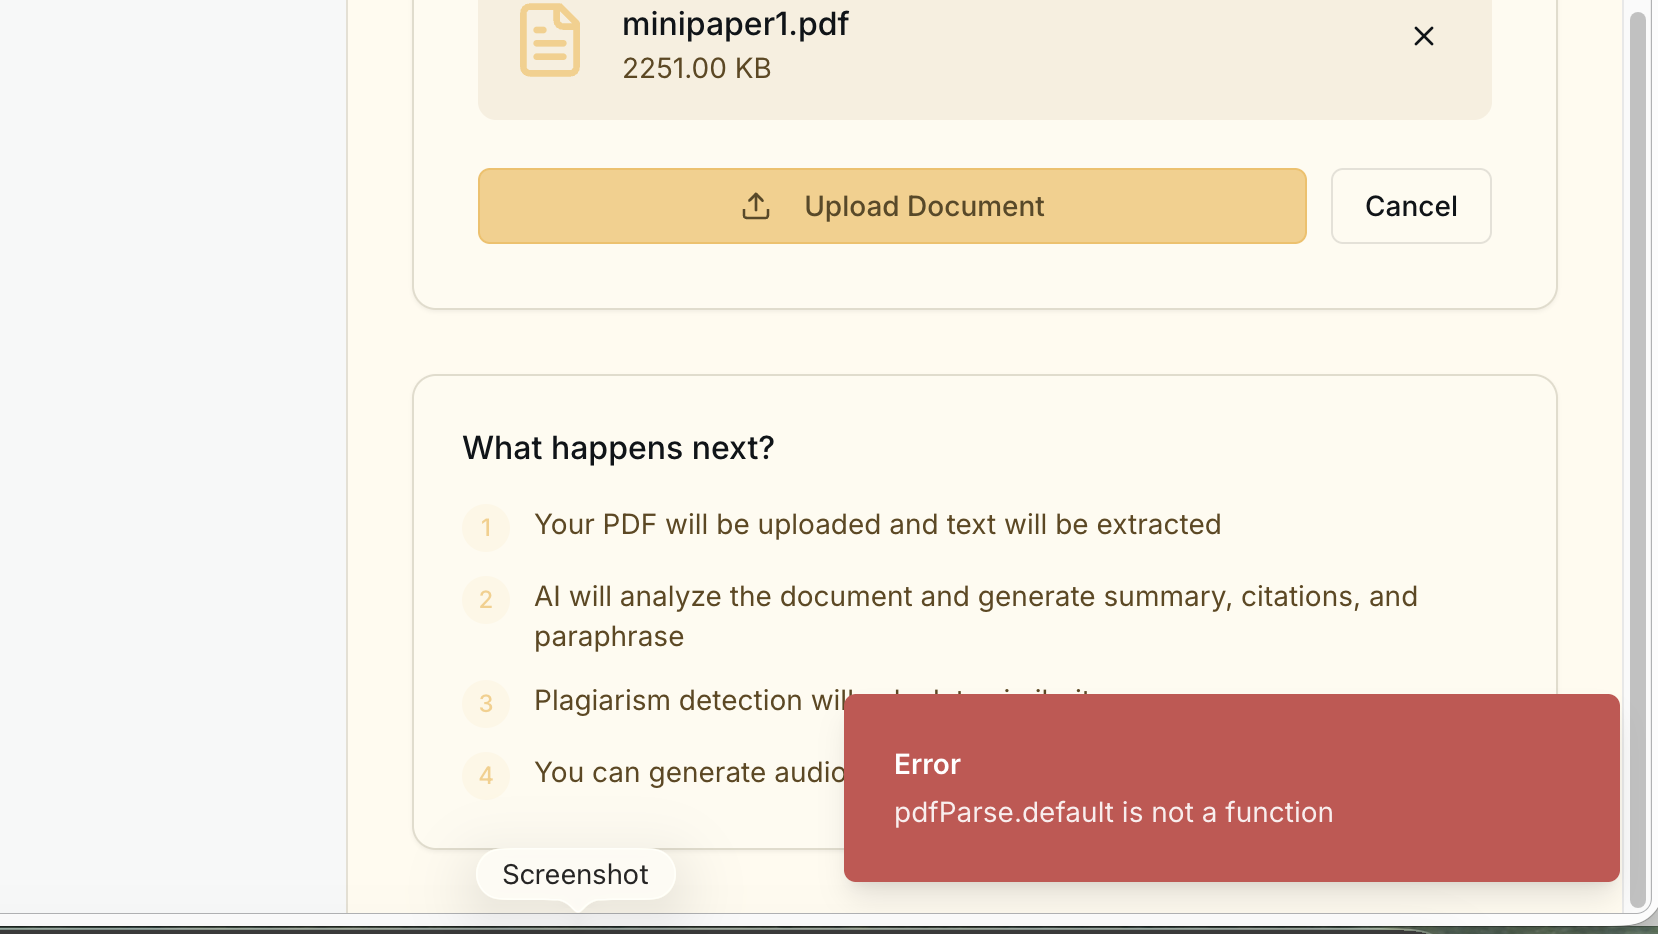 minipaper1.pdf
2251.00 KB
Upload Document
Cancel
What happens next?
1 Your PDF will be uploaded and text will be extracted
2 AI will analyze the document and generate summary, citations, and
paraphrase
3 Plagiarism detection will
4 You can generate audio
Error
pdfParse.default is not a function
Screenshot